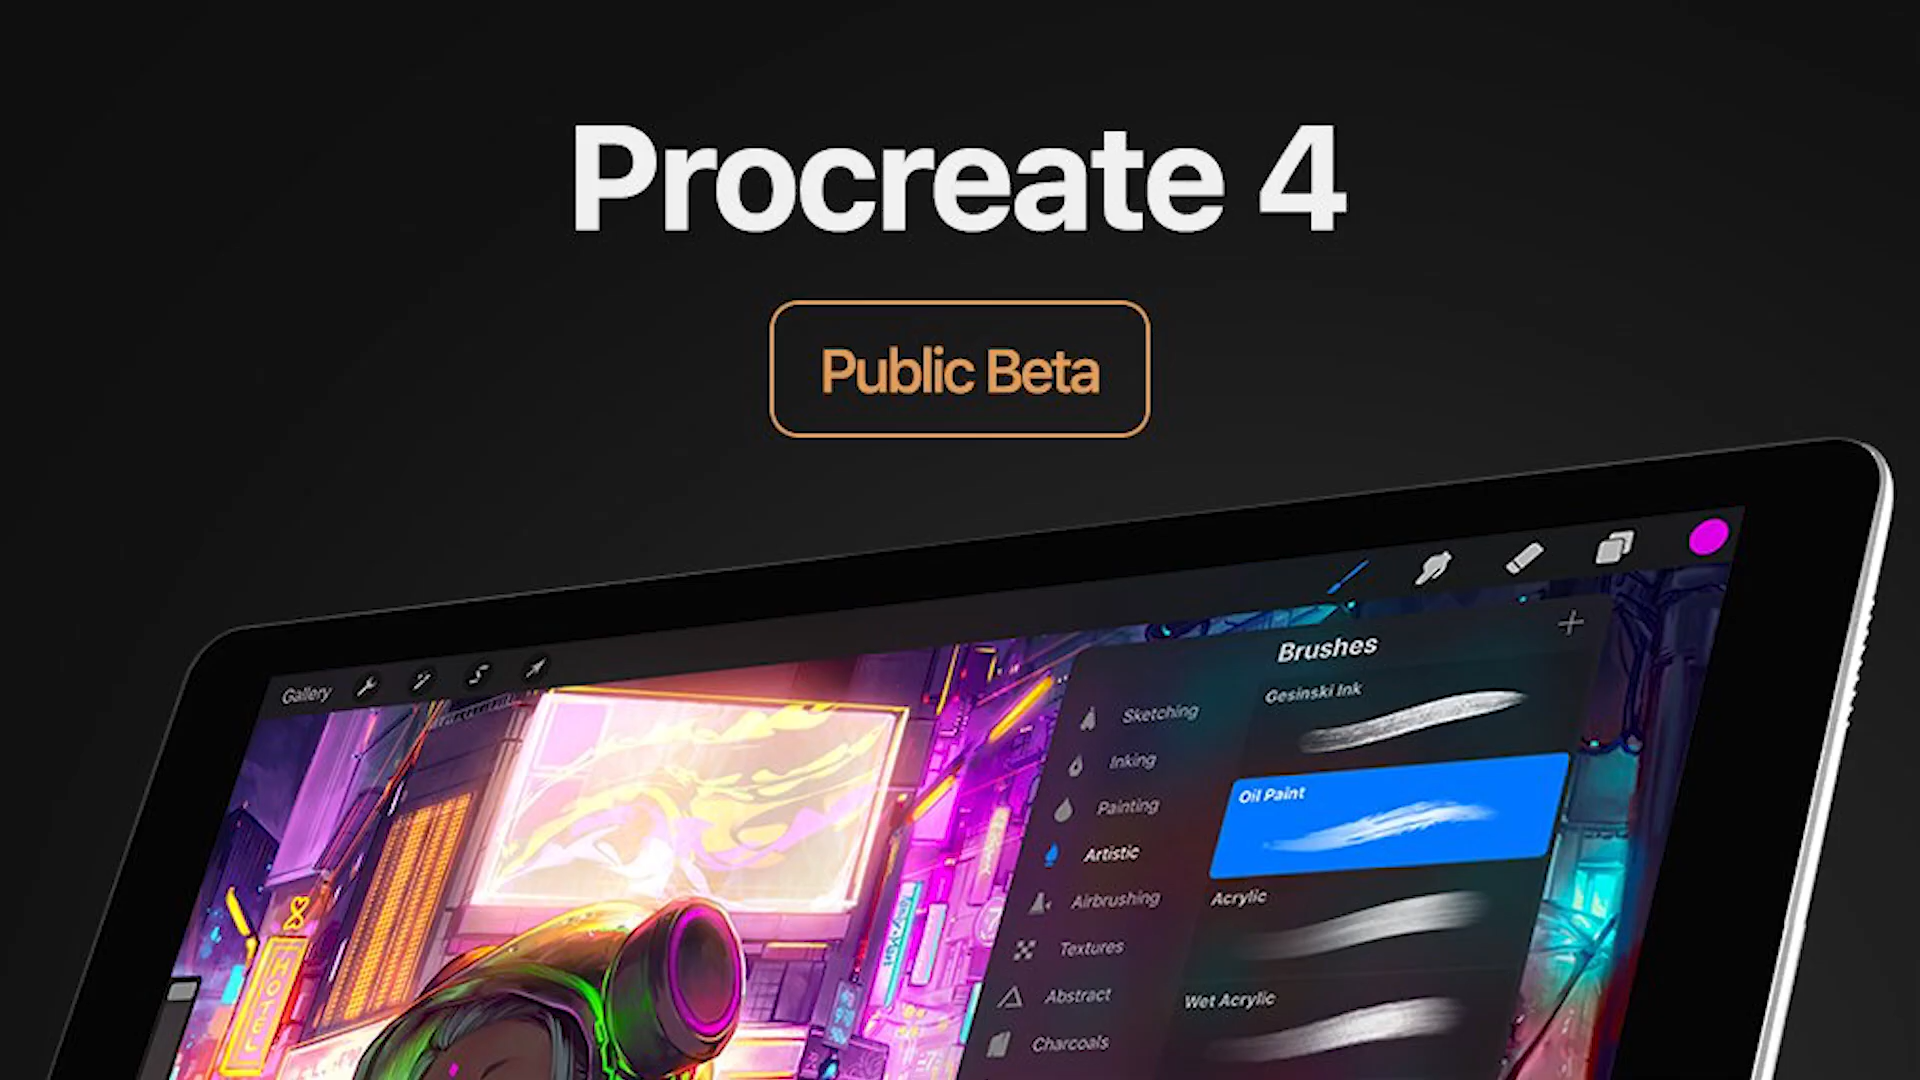 Procreate 4
Public Beta
Gallery
Brushes
Sketching
Inking
Painting
Artistic
Airbrushing
Textures
Abstract
Charcoals
Gesinski Ink
Oil Paint
Acrylic
Wet Acrylic
HOTEL